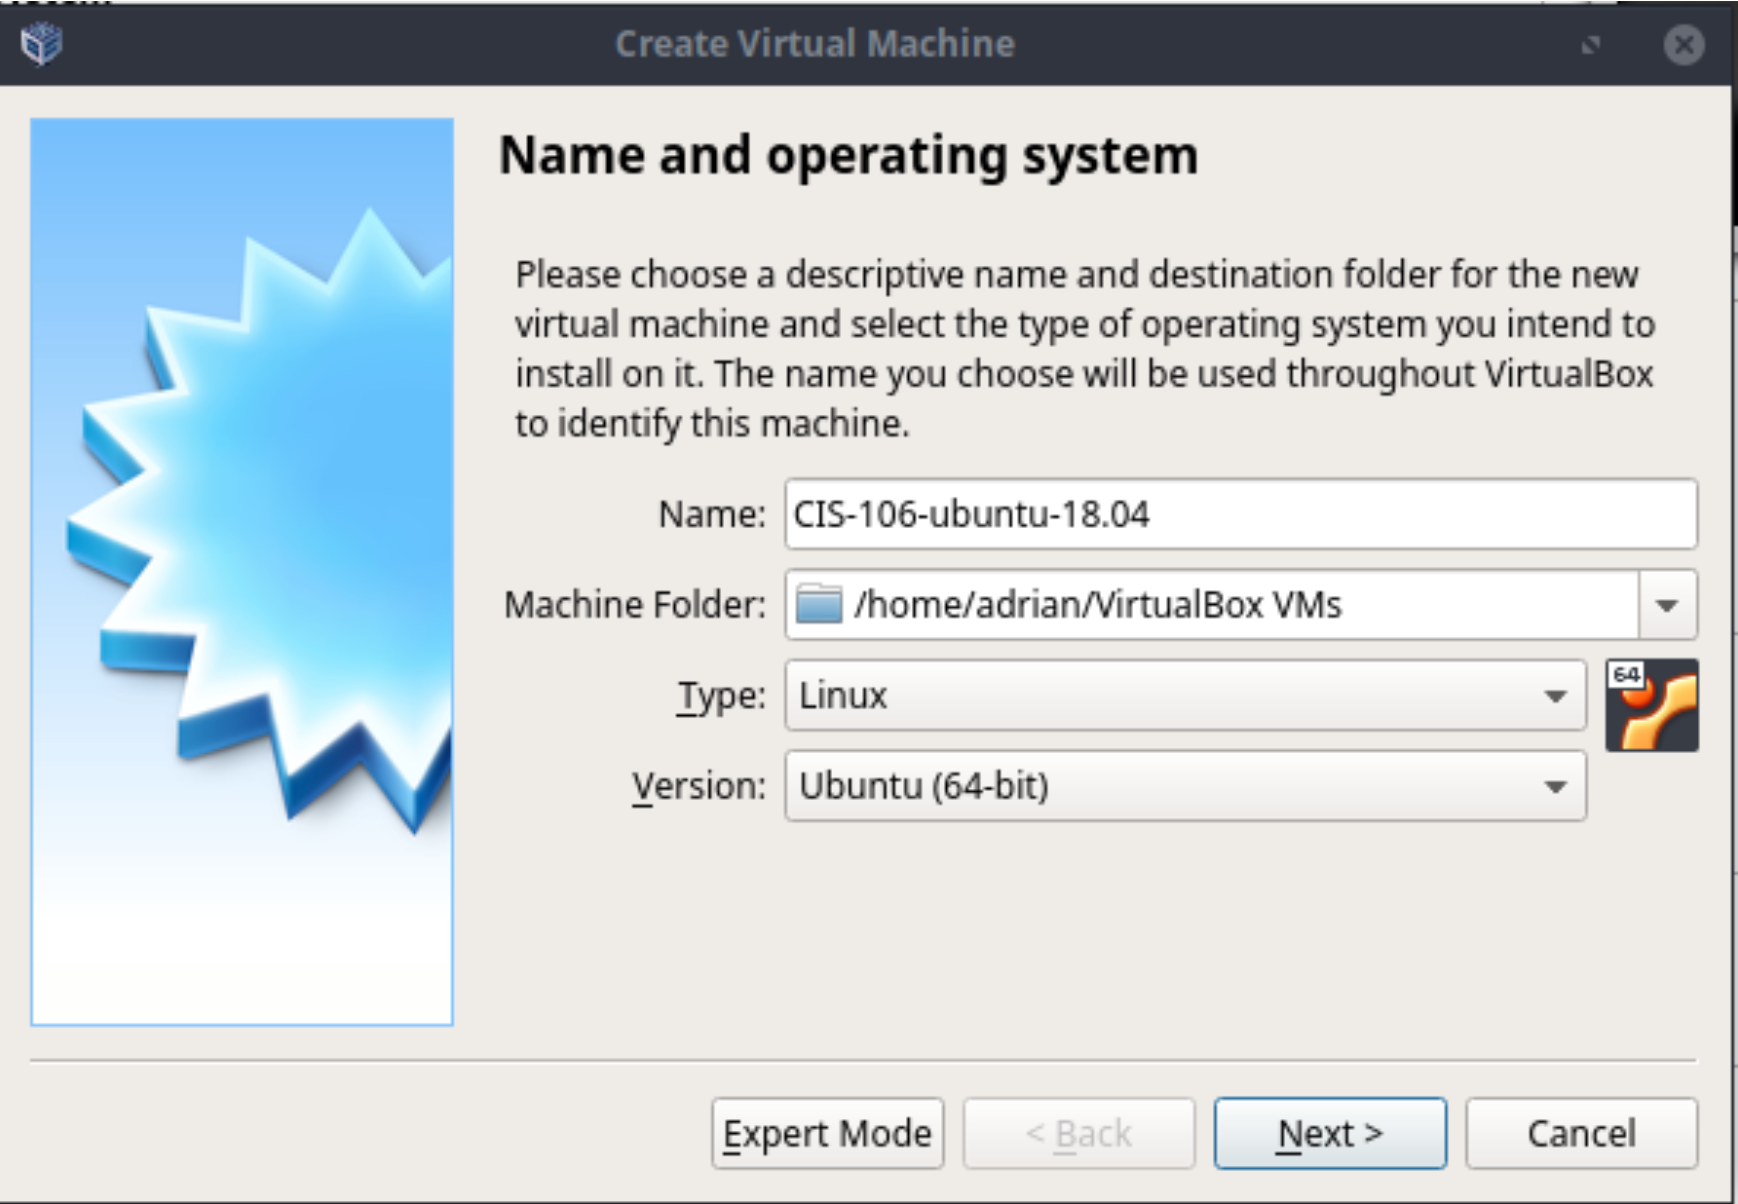 Create Virtual Machine
Name and operating system
Please choose a descriptive name and destination folder for the new
virtual machine and select the type of operating system you intend to
install on it. The name you choose will be used throughout VirtualBox
to identify this machine.
Name: CIS-106-ubuntu-18.04
Machine Folder: /home/adrian/VirtualBox VMs
Type: Linux
64
Version: Ubuntu (64-bit)
Expert Mode < Back Next > Cancel